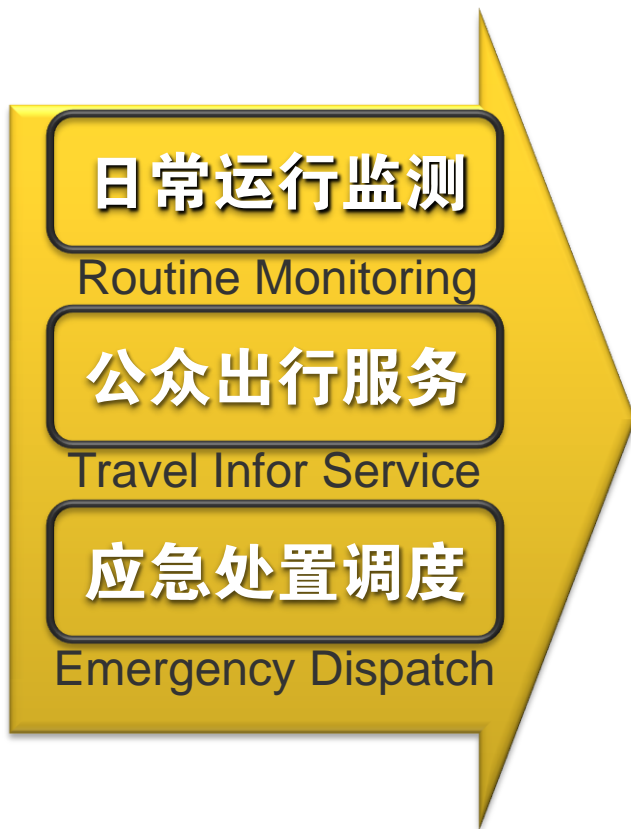 日常运行监测
Routine Monitoring
公众出行服务
Travel Infor Service
应急处置调度
Emergency Dispatch